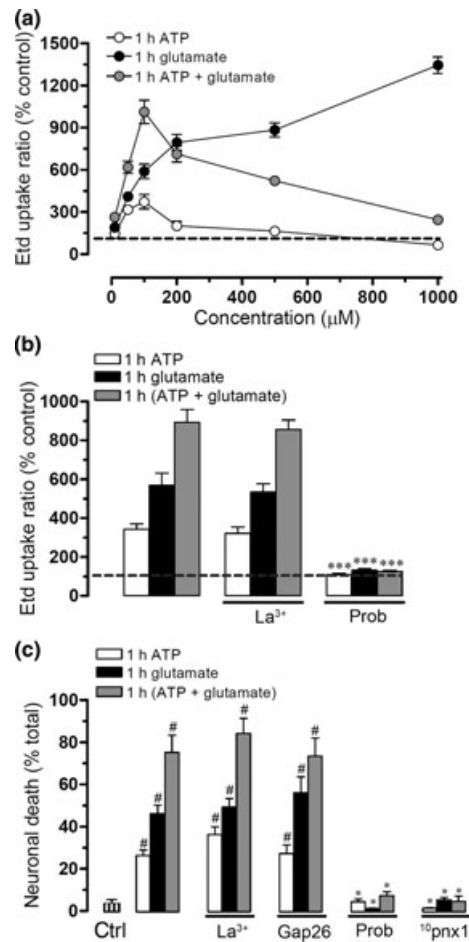 (a)
1 h ATP
1 h glutamate
1 h ATP + glutamate
Etd uptake ratio (% control)
1500
1200
900
600
300
0
0 200 400 600 800 1000
Concentration (μM)
(b)
1 h ATP
1 h glutamate
1 h (ATP + glutamate)
Etd uptake ratio (% control)
1000
800
600
400
200
0
*** *** ***
La³⁺ Prob
(c)
1 h ATP
1 h glutamate
1 h (ATP + glutamate)
Neuronal death (% total)
100
80
60
40
20
0
# # # # # # # # # * * * * * *
Ctrl La³⁺ Gap26 Prob ¹⁰pnx1